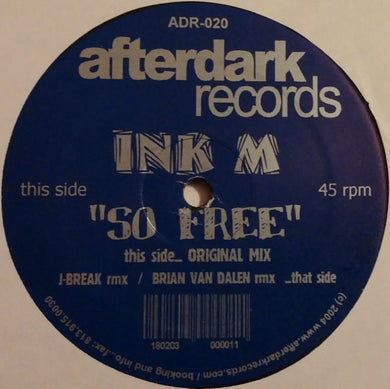 ADR-020
afterdark
records
INK M
this side
45 rpm
"SO FREE"
this side... ORIGINAL MIX
J-BREAK rmx / BRIAN VAN DALEN rmx ...that side
180203 000011
(c) 2004 www.afterdarkrecords.com / booking and info...fax: 813.915.0030